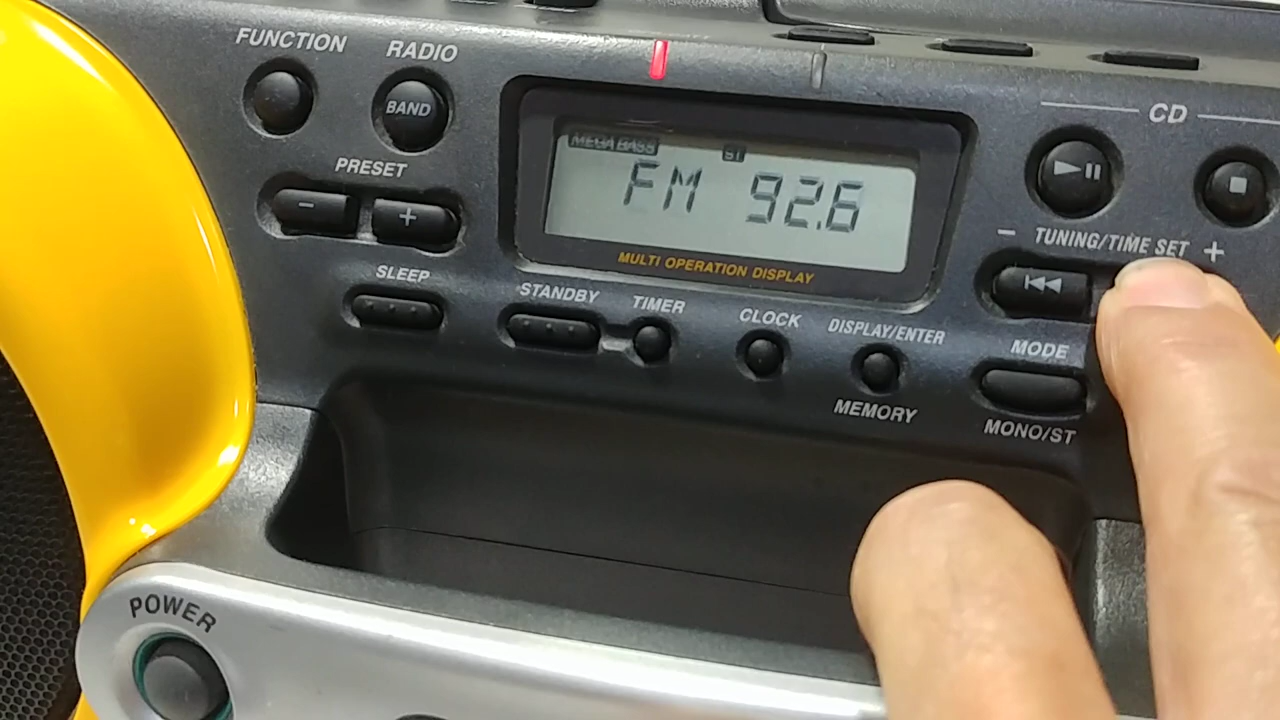 FUNCTION
RADIO
BAND
CD
PRESET
− +
MEGA BASS ST
FM 92.6
MULTI OPERATION DISPLAY
− TUNING/TIME SET +
SLEEP
STANDBY
TIMER
CLOCK
DISPLAY/ENTER
MODE
MEMORY
MONO/ST
POWER